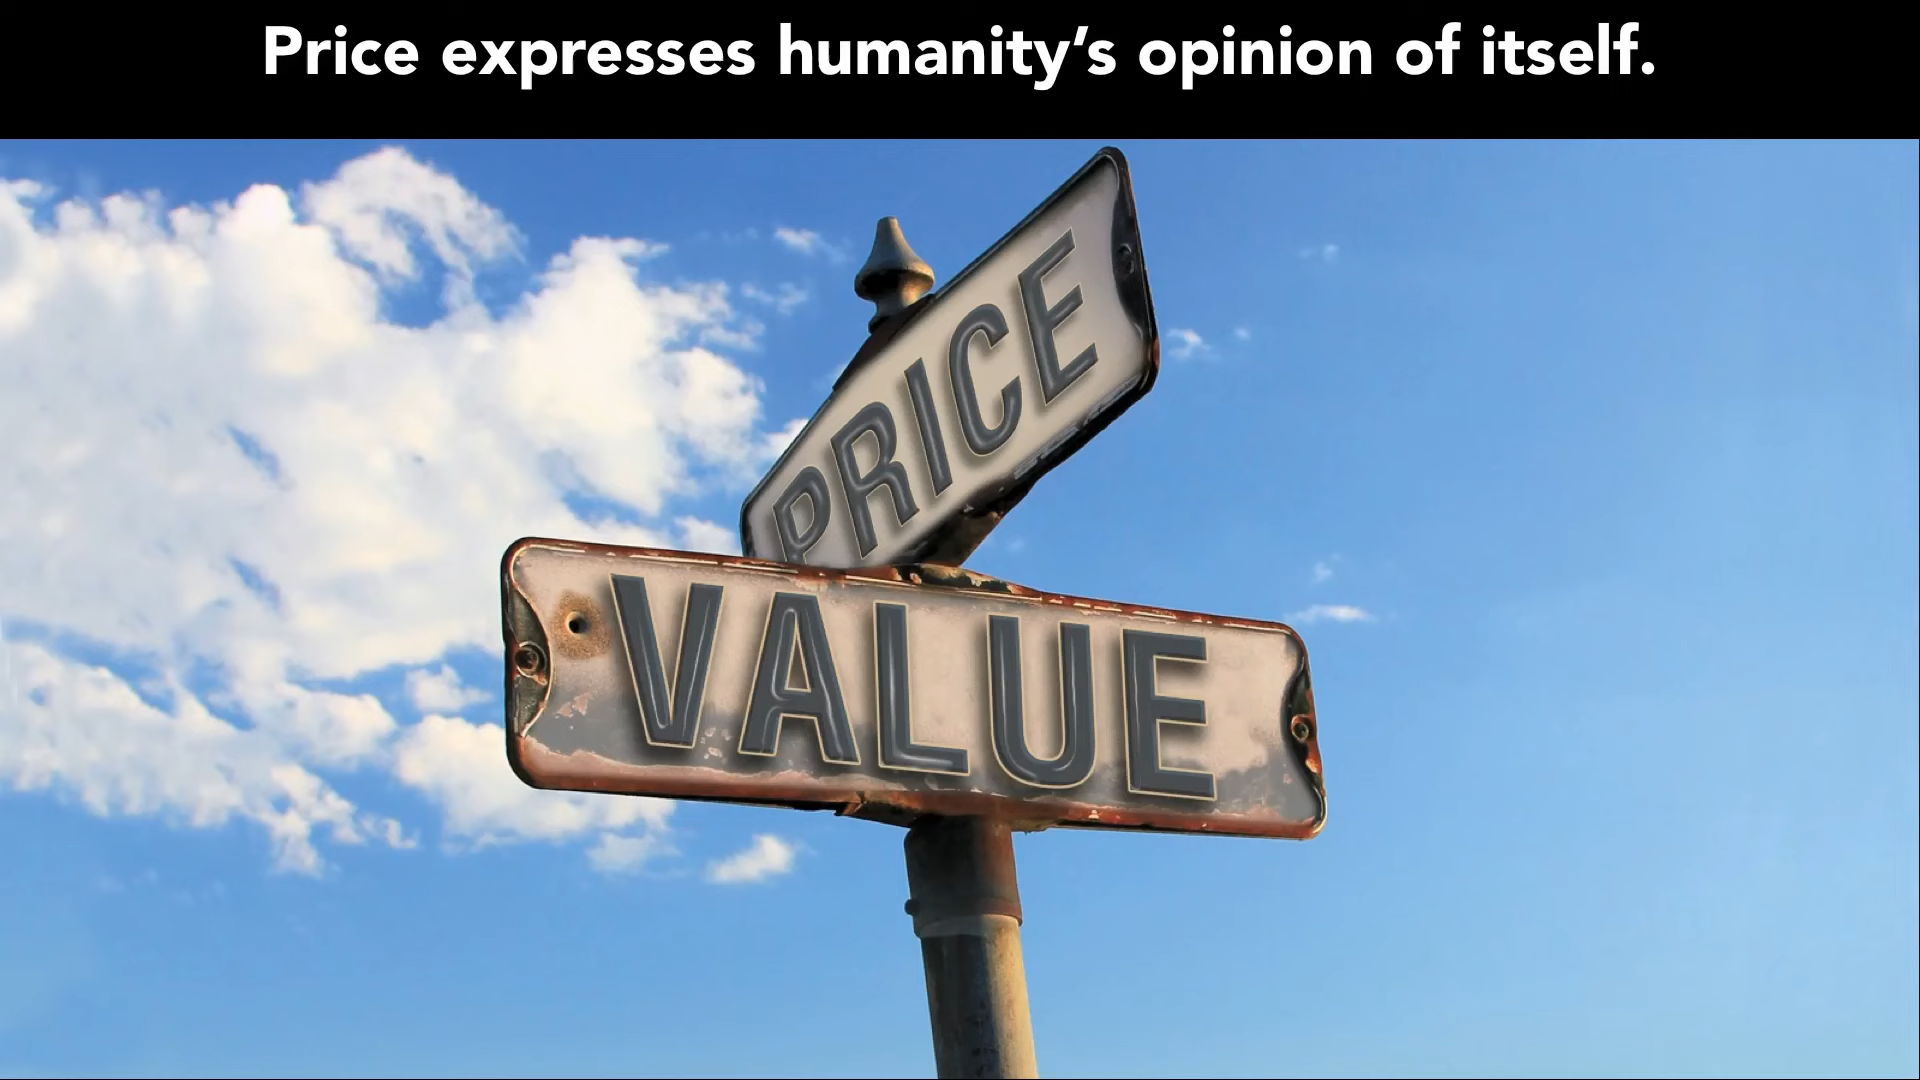 Price expresses humanity’s opinion of itself.
PRICE
VALUE